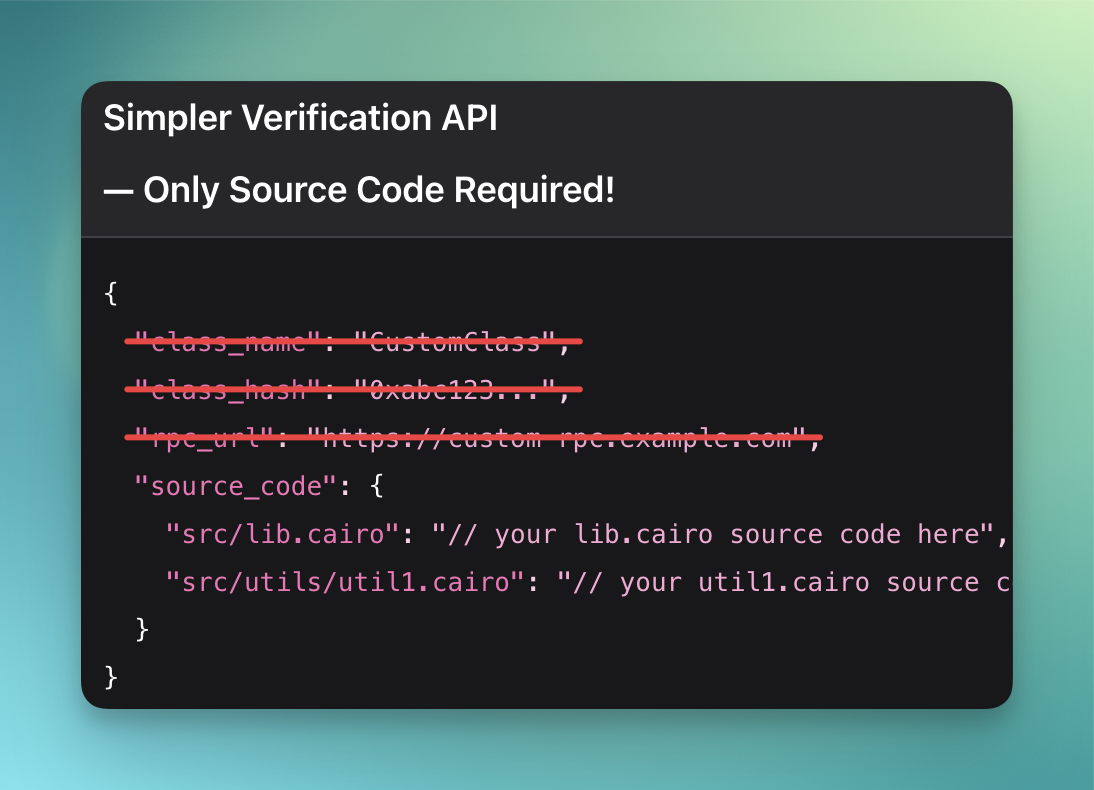 Simpler Verification API
— Only Source Code Required!
{
"class_name": "CustomClass",
"class_hash": "0xabc123...",
"rpc_url": "https://custom-rpc.example.com",
"source_code": {
"src/lib.cairo": "// your lib.cairo source code here",
"src/utils/util1.cairo": "// your util1.cairo source
}
}